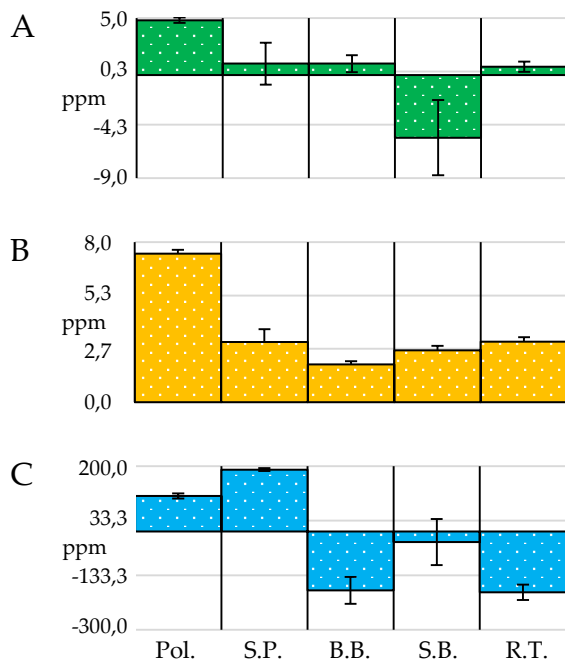 A
5,0
0,3
ppm
-4,3
-9,0
B
8,0
5,3
ppm
2,7
0,0
C
200,0
33,3
ppm
-133,3
-300,0
Pol. S.P. B.B. S.B. R.T.